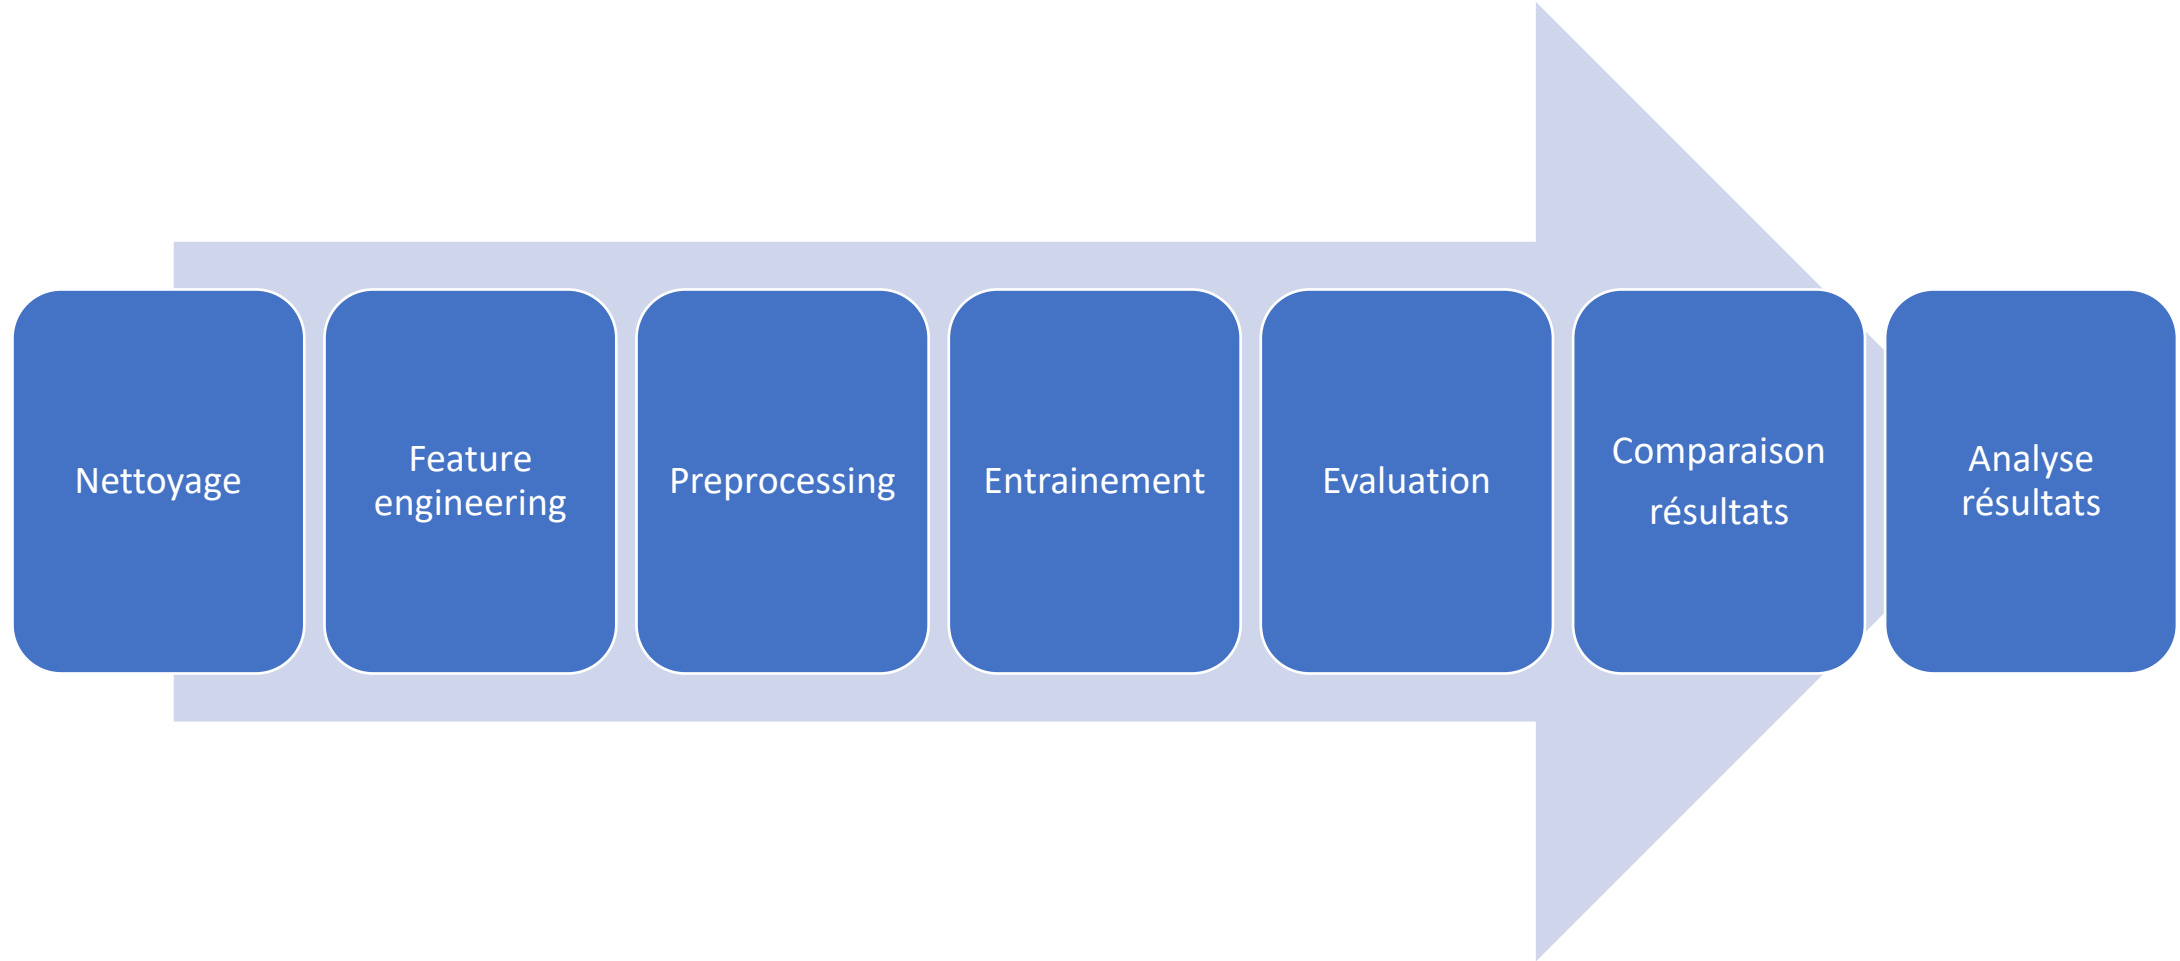 Nettoyage
Feature
engineering
Preprocessing
Entrainement
Evaluation
Comparaison
résultats
Analyse
résultats